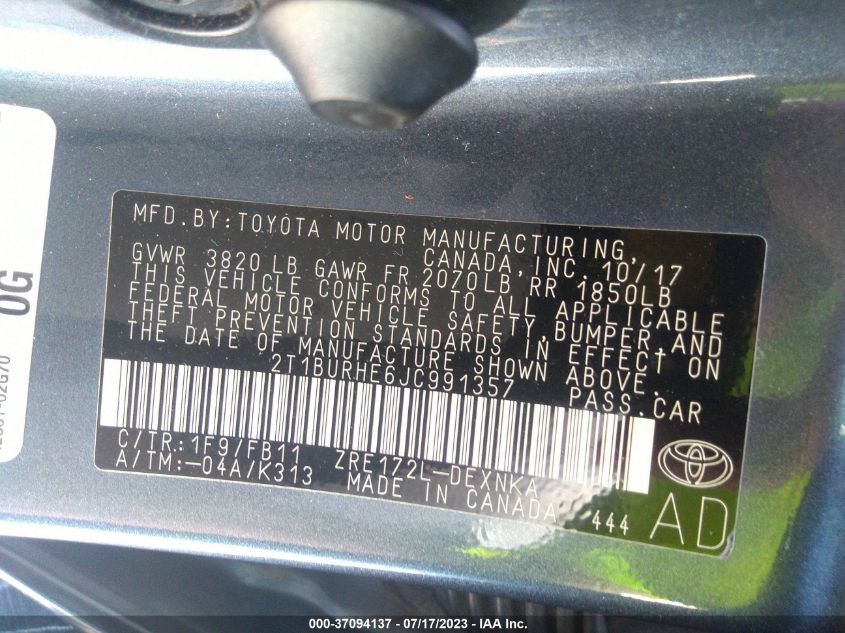 MFD.BY:TOYOTA MOTOR MANUFACTURING,
CANADA, INC. 10/17
GVWR 3820 LB GAWR FR 2070LB RR 1850LB
THIS VEHICLE CONFORMS TO ALL APPLICABLE
FEDERAL MOTOR VEHICLE SAFETY, BUMPER, AND
THEFT PREVENTION STANDARDS IN EFFECT ON
THE DATE OF MANUFACTURE SHOWN ABOVE.
2T1BURHE6JC991357 PASS.CAR
C/TR:1F9/FB11 ZRE172L-DEXNKA
A/TM:-04A/K313 MADE IN CANADA 444
AD
0G
000-37094137 - 07/17/2023 - IAA Inc.